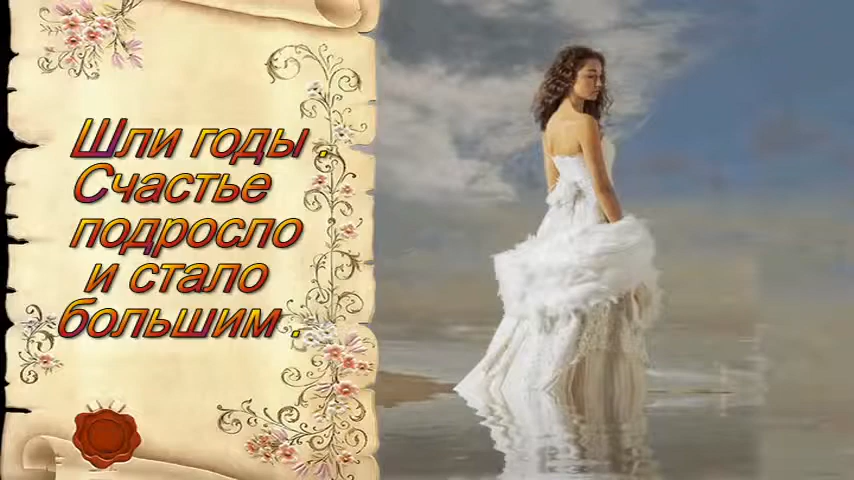 Шли годы .
Счастье
подросло
и стало
большим .